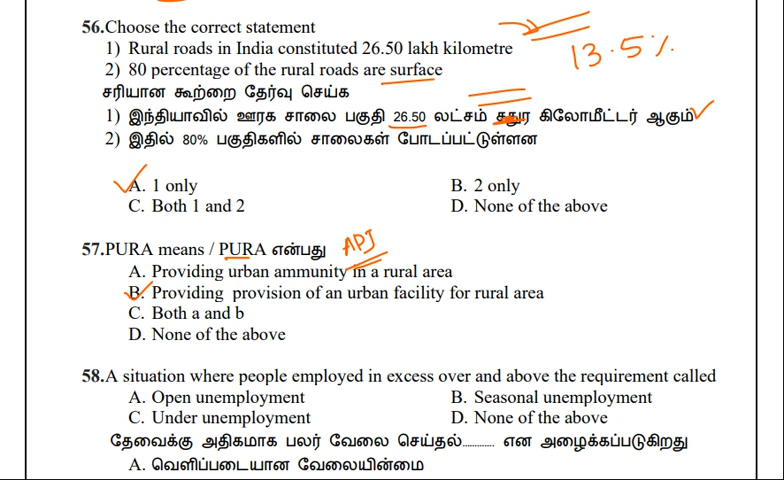 56.Choose the correct statement
1) Rural roads in India constituted 26.50 lakh kilometre
13.5%
2) 80 percentage of the rural roads are surface
சரியான கூற்றை தேர்வு செய்க
1) இந்தியாவில் ஊரக சாலை பகுதி 26.50 லட்சம் சதுர கிலோமீட்டர் ஆகும்
2) இதில் 80% பகுதிகளில் சாலைகள் போடப்பட்டுள்ளன
A. 1 only
B. 2 only
C. Both 1 and 2
D. None of the above
57.PURA means / PURA என்பது APJ
A. Providing urban ammunity in a rural area
B. Providing provision of an urban facility for rural area
C. Both a and b
D. None of the above
58.A situation where people employed in excess over and above the requirement called
A. Open unemployment
B. Seasonal unemployment
C. Under unemployment
D. None of the above
தேவைக்கு அதிகமாக பலர் வேலை செய்தல்............. என அழைக்கப்படுகிறது
A. வெளிப்படையான வேலையின்மை